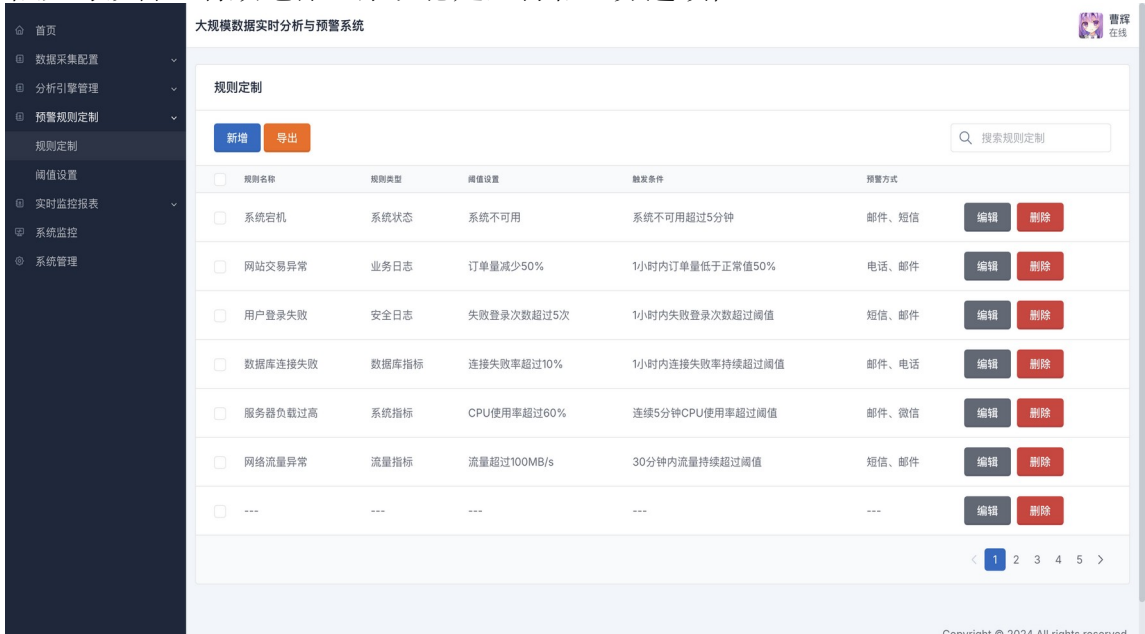 首页
数据采集配置
分析引擎管理
预警规则定制
规则定制
阈值设置
实时监控报表
系统监控
系统管理
大规模数据实时分析与预警系统
曹辉
在线
规则定制
新增 导出 搜索规则定制
规则名称 规则类型 阈值设置 触发条件 预警方式
系统宕机 系统状态 系统不可用 系统不可用超过5分钟 邮件、短信 编辑 删除
网站交易异常 业务日志 订单量减少50% 1小时内订单量低于正常值50% 电话、邮件 编辑 删除
用户登录失败 安全日志 失败登录次数超过5次 1小时内失败登录次数超过阈值 短信、邮件 编辑 删除
数据库连接失败 数据库指标 连接失败率超过10% 1小时内连接失败率持续超过阈值 邮件、电话 编辑 删除
服务器负载过高 系统指标 CPU使用率超过60% 连续5分钟CPU使用率超过阈值 邮件、微信 编辑 删除
网络流量异常 流量指标 流量超过100MB/s 30分钟内流量持续超过阈值 短信、邮件 编辑 删除
--- --- --- --- --- 编辑 删除
< 1 2 3 4 5 >
Copyright © 2024 All rights reserved